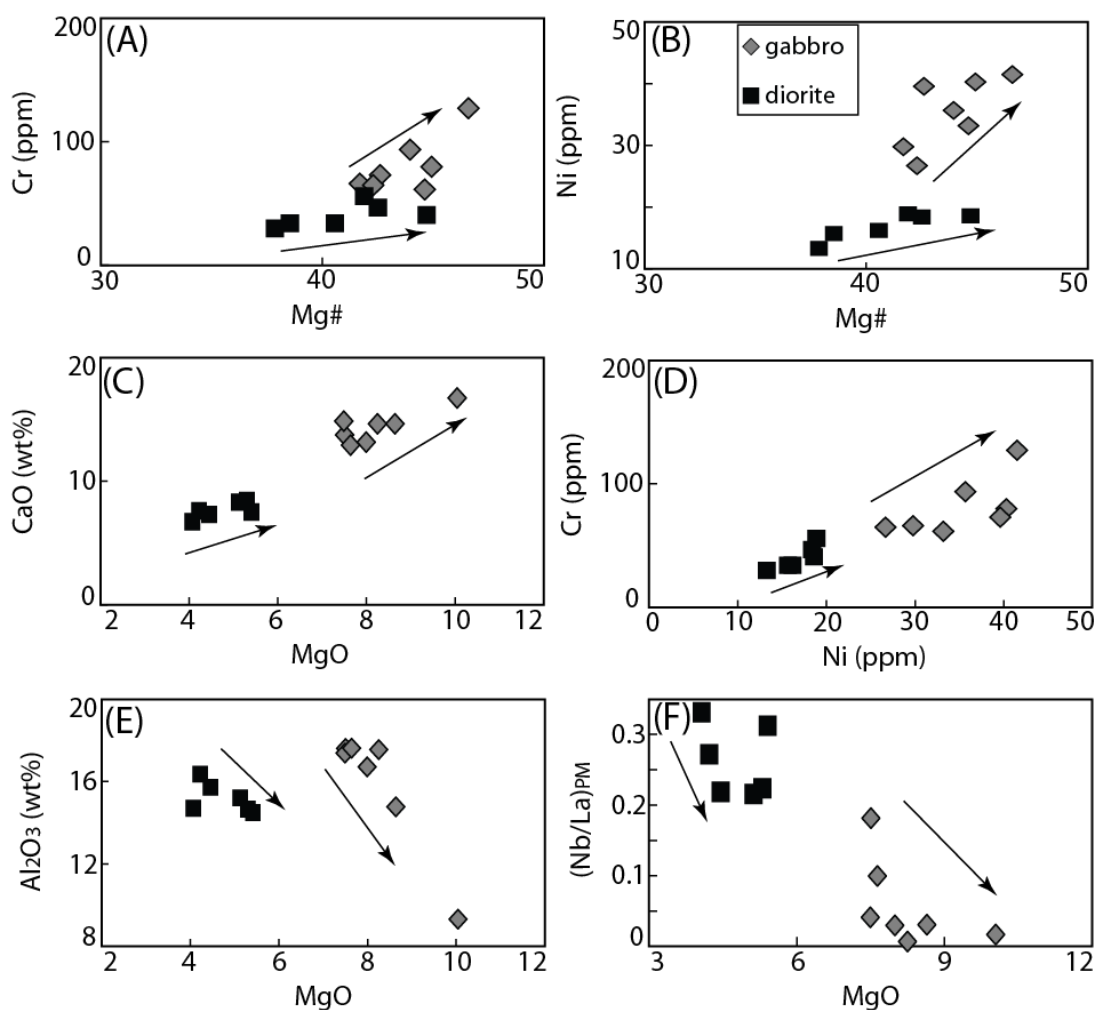 (A)
200
100
0
Cr (ppm)
30
40
50
Mg#
(B)
gabbro
diorite
50
30
10
Ni (ppm)
30
40
50
Mg#
(C)
20
10
0
CaO (wt%)
2
4
6
8
10
12
MgO
(D)
200
100
0
Cr (ppm)
0
10
20
30
40
50
Ni (ppm)
(E)
20
16
12
8
Al2O3 (wt%)
2
4
6
8
10
12
MgO
(F)
0.3
0.2
0.1
0
(Nb/La)PM
3
6
9
12
MgO